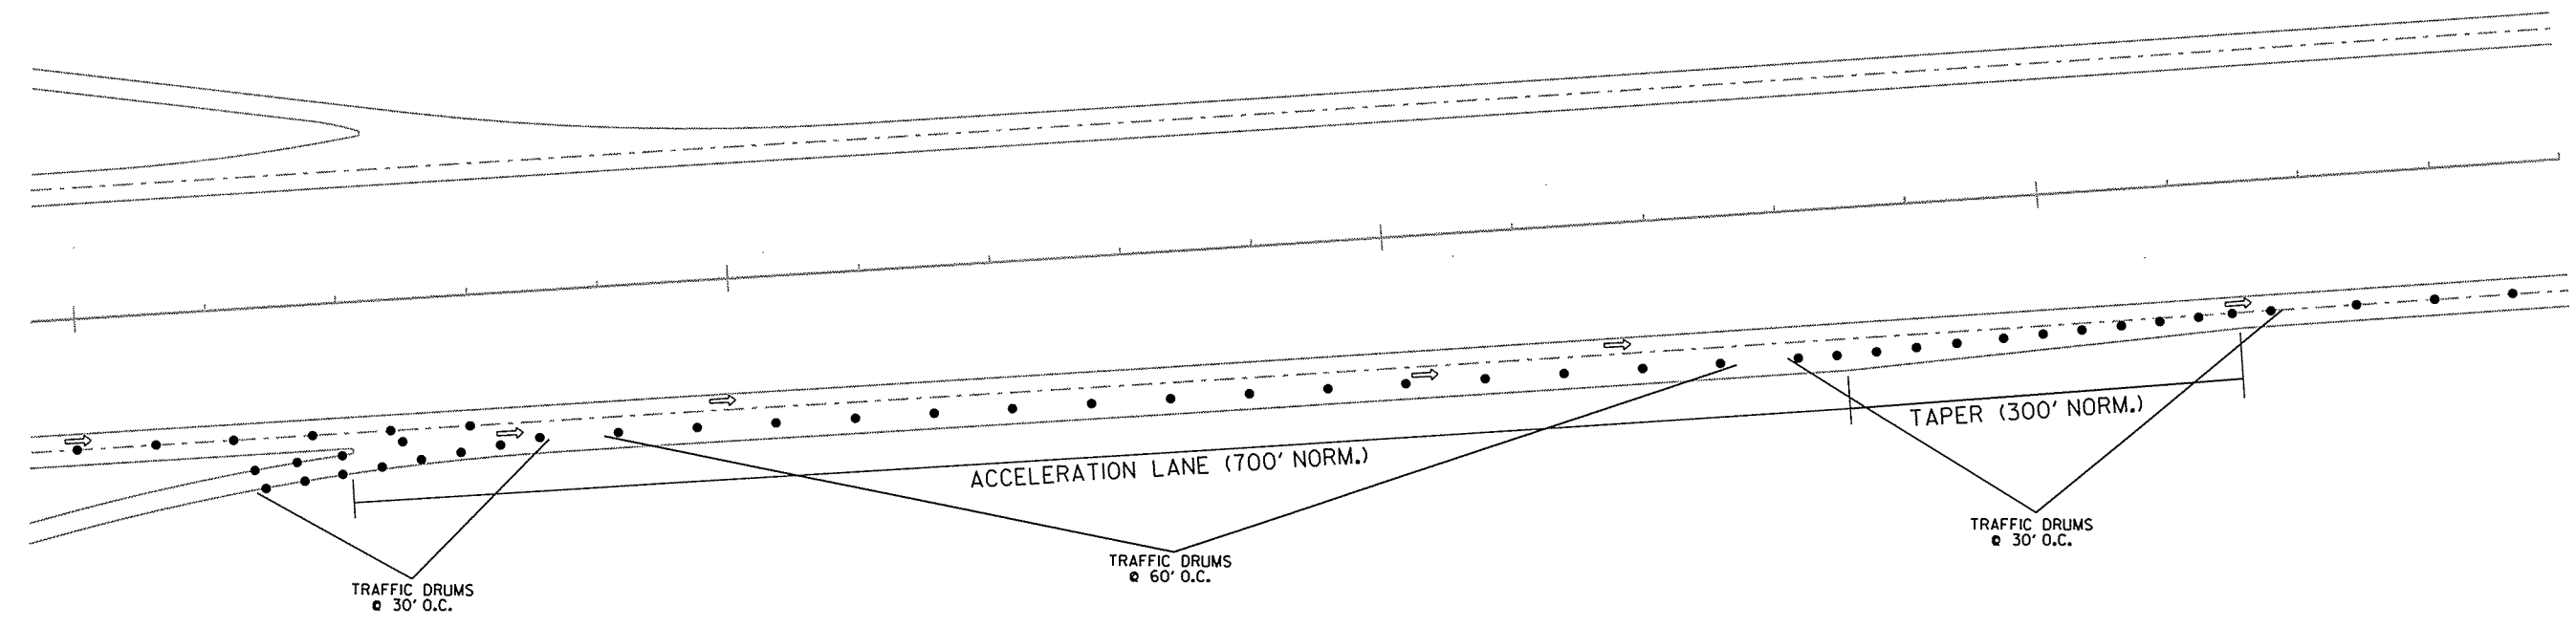 TAPER (300' NORM.)
ACCELERATION LANE (700' NORM.)
TRAFFIC DRUMS
@ 30' O.C.
TRAFFIC DRUMS
@ 60' O.C.
TRAFFIC DRUMS
@ 30' O.C.